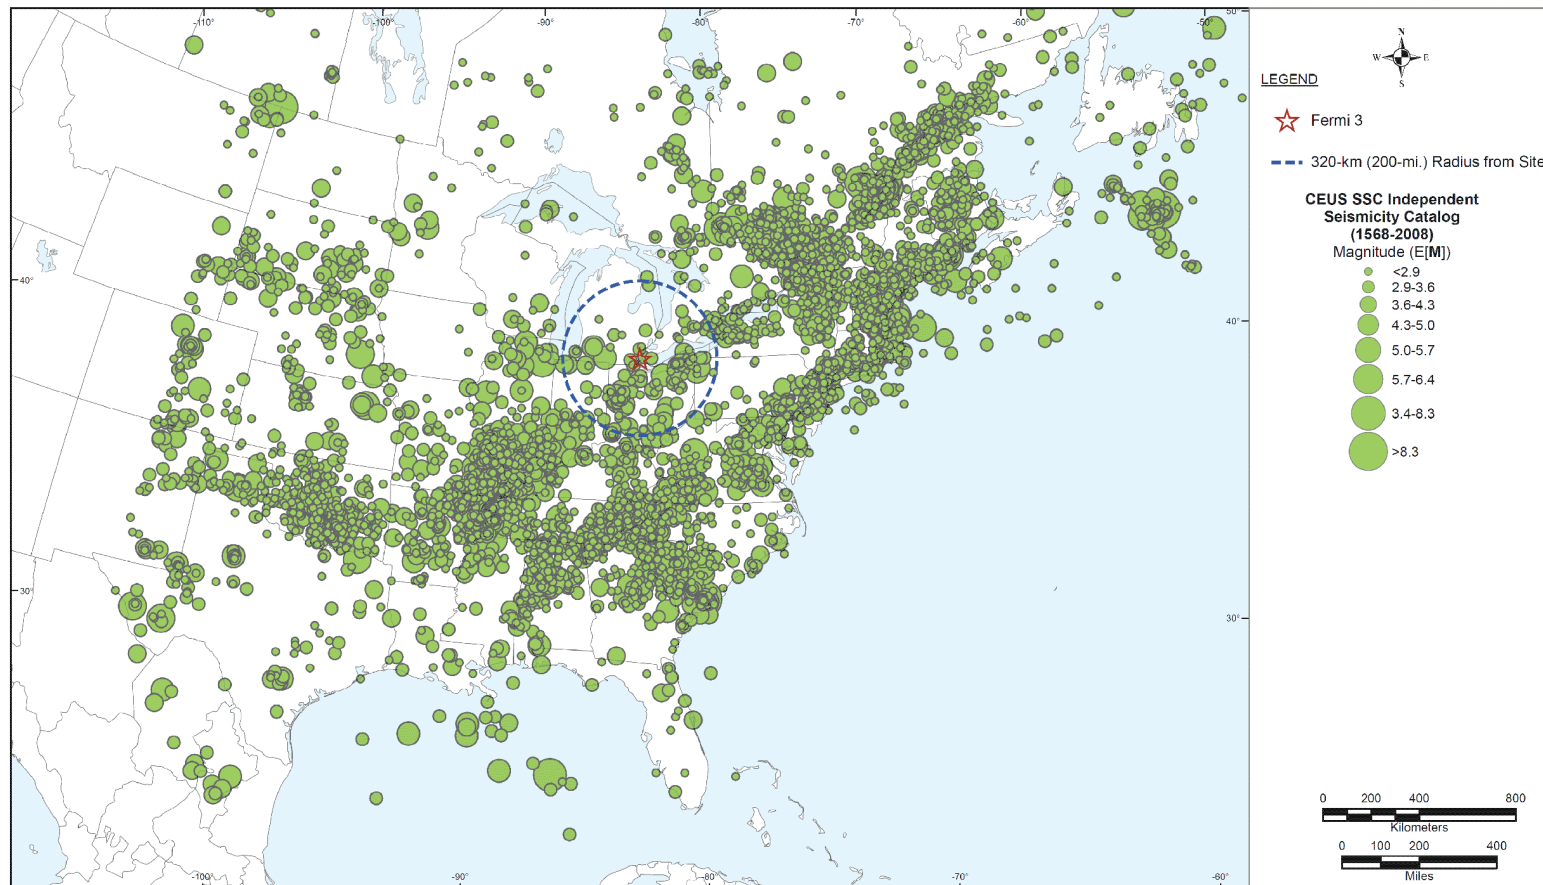 -110°
-100°
-90°
-80°
-70°
-60°
-50°
50°
40°
40°
30°
30°
-100°
-90°
-80°
-70°
-60°
N
W
E
S
LEGEND
Fermi 3
320-km (200-mi.) Radius from Site
CEUS SSC Independent
Seismicity Catalog
(1568-2008)
Magnitude (E[M])
<2.9
2.9-3.6
3.6-4.3
4.3-5.0
5.0-5.7
5.7-6.4
3.4-8.3
>8.3
0 200 400 800
Kilometers
0 100 200 400
Miles